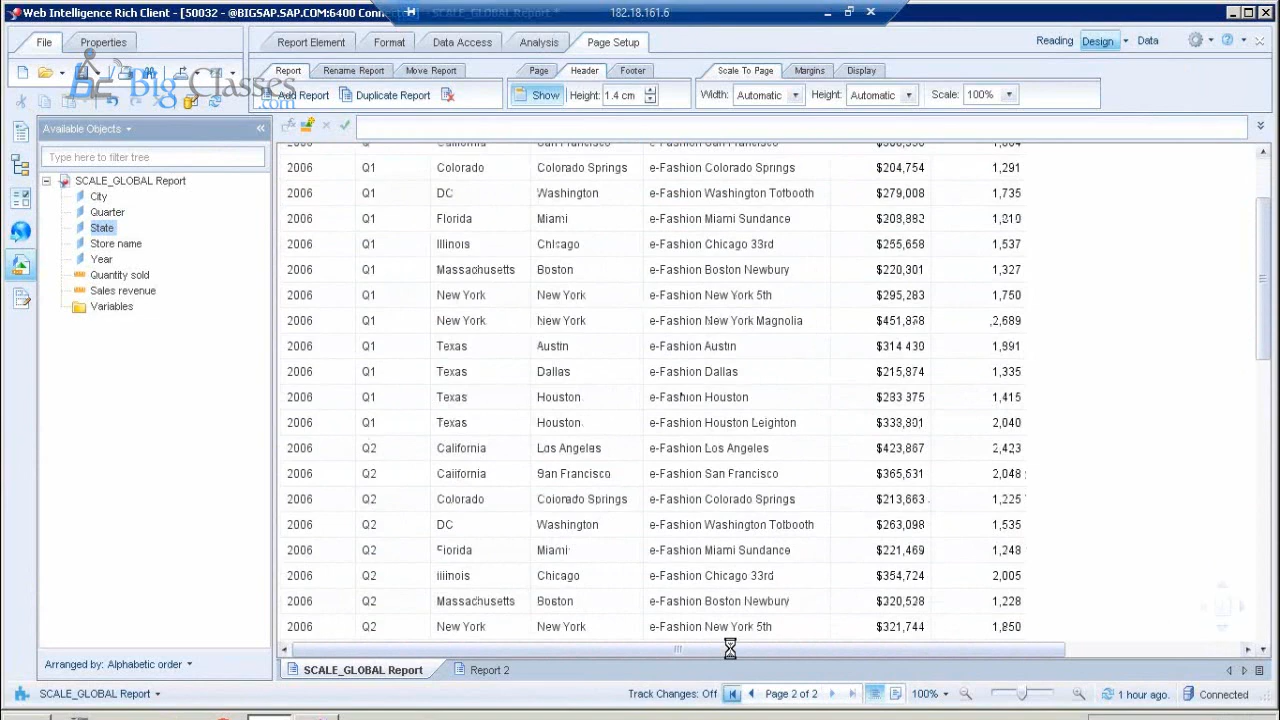 Web Intelligence Rich Client - [50032 - @BIGSAP.SAP.COM:6400 Connected - SCALE_GLOBAL Report *
182.18.161.6
File Properties Report Element Format Data Access Analysis Page Setup Reading Design Data
Report Rename Report Move Report Page Header Footer Scale To Page Margins Display
Big Classes .com
Add Report Duplicate Report Show Height: 1.4 cm Width: Automatic Height: Automatic Scale: 100%
Available Objects
Type here to filter tree
SCALE_GLOBAL Report
City
Quarter
State
Store name
Year
Quantity sold
Sales revenue
Variables
2006 Q1 Colorado Colorado Springs e-Fashion Colorado Springs $204,754 1,291
2006 Q1 DC Washington e-Fashion Washington Tolbooth $279,008 1,735
2006 Q1 Florida Miami e-Fashion Miami Sundance 1,210
2006 Q1 Illinois Chicago e-Fashion Chicago 33rd $255,658 1,537
2006 Q1 Massachusetts Boston e-Fashion Boston Newbury $220,301 1,327
2006 Q1 New York New York e-Fashion New York 5th $295,283 1,750
2006 Q1 New York New York e-Fashion New York Magnolia 2,689
2006 Q1 Texas Austin e-Fashion Austin $314 430 1,991
2006 Q1 Texas Dallas e-Fashion Dallas $215,874 1,335
2006 Q1 Texas Houston e-Fashion Houston 1,415
2006 Q1 Texas Houston e-Fashion Houston Leighton 2,040
2006 Q2 California Los Angeles e-Fashion Los Angeles $423,867 2,423
2006 Q2 California San Francisco e-Fashion San Francisco 2,048
2006 Q2 Colorado Colorado Springs e-Fashion Colorado Springs $213,663 1,225
2006 Q2 DC Washington e-Fashion Washington Tolbooth $263,098 1,535
2006 Q2 Florida Miami e-Fashion Miami Sundance $221,469 1,248
2006 Q2 Illinois Chicago e-Fashion Chicago 33rd $354,724 2,005
2006 Q2 Massachusetts Boston e-Fashion Boston Newbury 1,228
2006 Q2 New York New York e-Fashion New York 5th $321,744 1,850
Arranged by: Alphabetic order
SCALE_GLOBAL Report Report 2
SCALE_GLOBAL Report Track Changes: Off Page 2 of 2 100% 1 hour ago. Connected